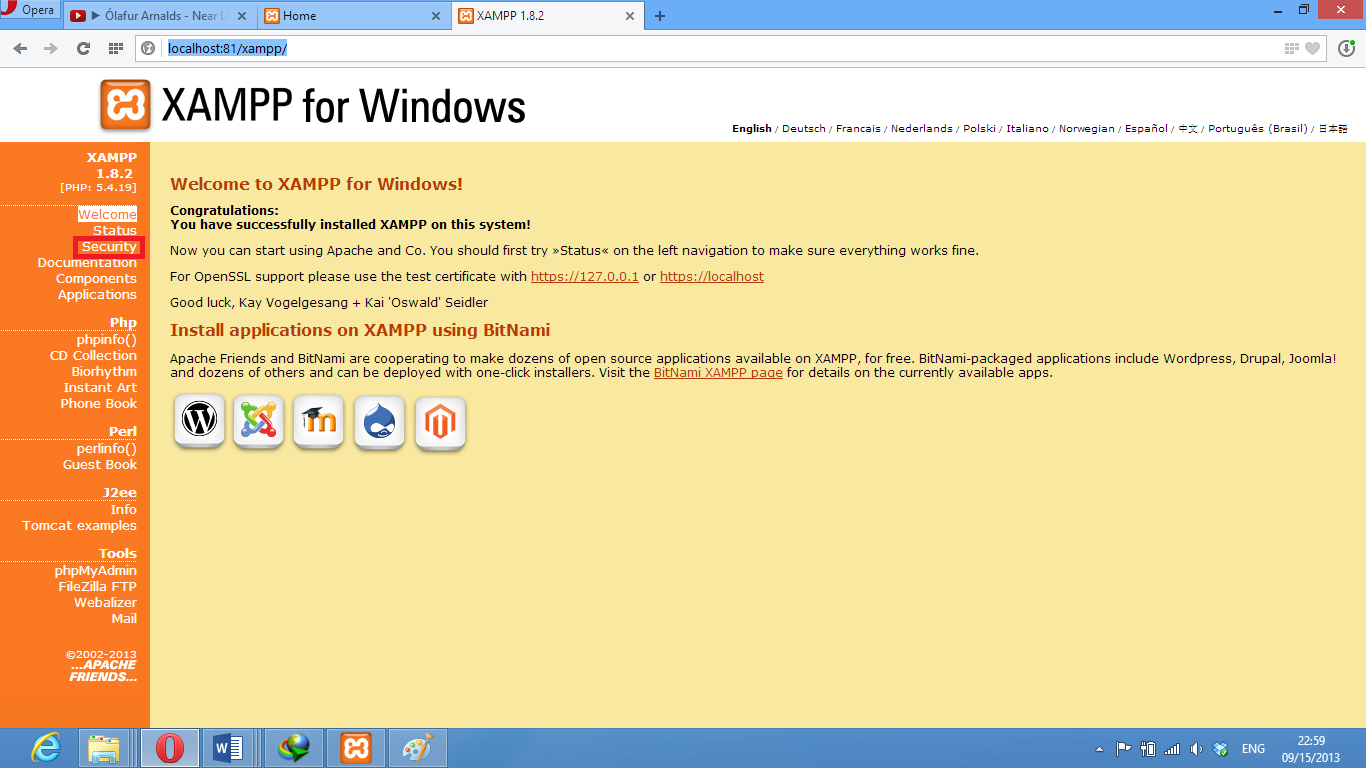 Opera
Ólafur Arnalds - Near L
Home
XAMPP 1.8.2
localhost:81/xampp/
XAMPP for Windows
English / Deutsch / Francais / Nederlands / Polski / Italiano / Norwegian / Español / 中文 / Português (Brasil) / 日本語
XAMPP
1.8.2
[PHP: 5.4.19]
Welcome
Status
Security
Documentation
Components
Applications
Php
phpinfo()
CD Collection
Biorhythm
Instant Art
Phone Book
Perl
perlinfo()
Guest Book
J2ee
Info
Tomcat examples
Tools
phpMyAdmin
FileZilla FTP
Webalizer
Mail
©2002-2013
...APACHE
FRIENDS...
Welcome to XAMPP for Windows!
Congratulations:
You have successfully installed XAMPP on this system!
Now you can start using Apache and Co. You should first try »Status« on the left navigation to make sure everything works fine.
For OpenSSL support please use the test certificate with https://127.0.0.1 or https://localhost
Good luck, Kay Vogelgesang + Kai 'Oswald' Seidler
Install applications on XAMPP using BitNami
Apache Friends and BitNami are cooperating to make dozens of open source applications available on XAMPP, for free. BitNami-packaged applications include Wordpress, Drupal, Joomla!
and dozens of others and can be deployed with one-click installers. Visit the BitNami XAMPP page for details on the currently available apps.
ENG
22:59
09/15/2013